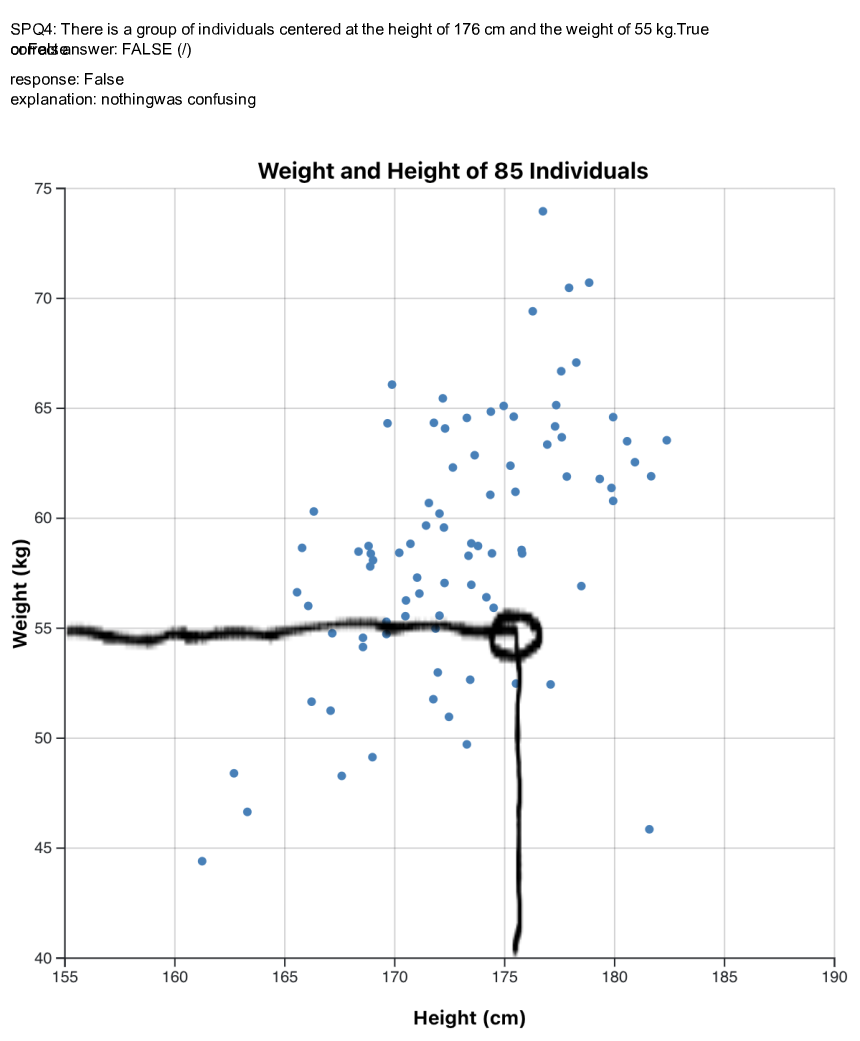 SPQ4: There is a group of individuals centered at the height of 176 cm and the weight of 55 kg.True
or False
correct answer: FALSE (/)
response: False
explanation: nothingwas confusing
Weight and Height of 85 Individuals
75
70
65
60
55
50
45
40
Weight (kg)
155 160 165 170 175 180 185 190
Height (cm)